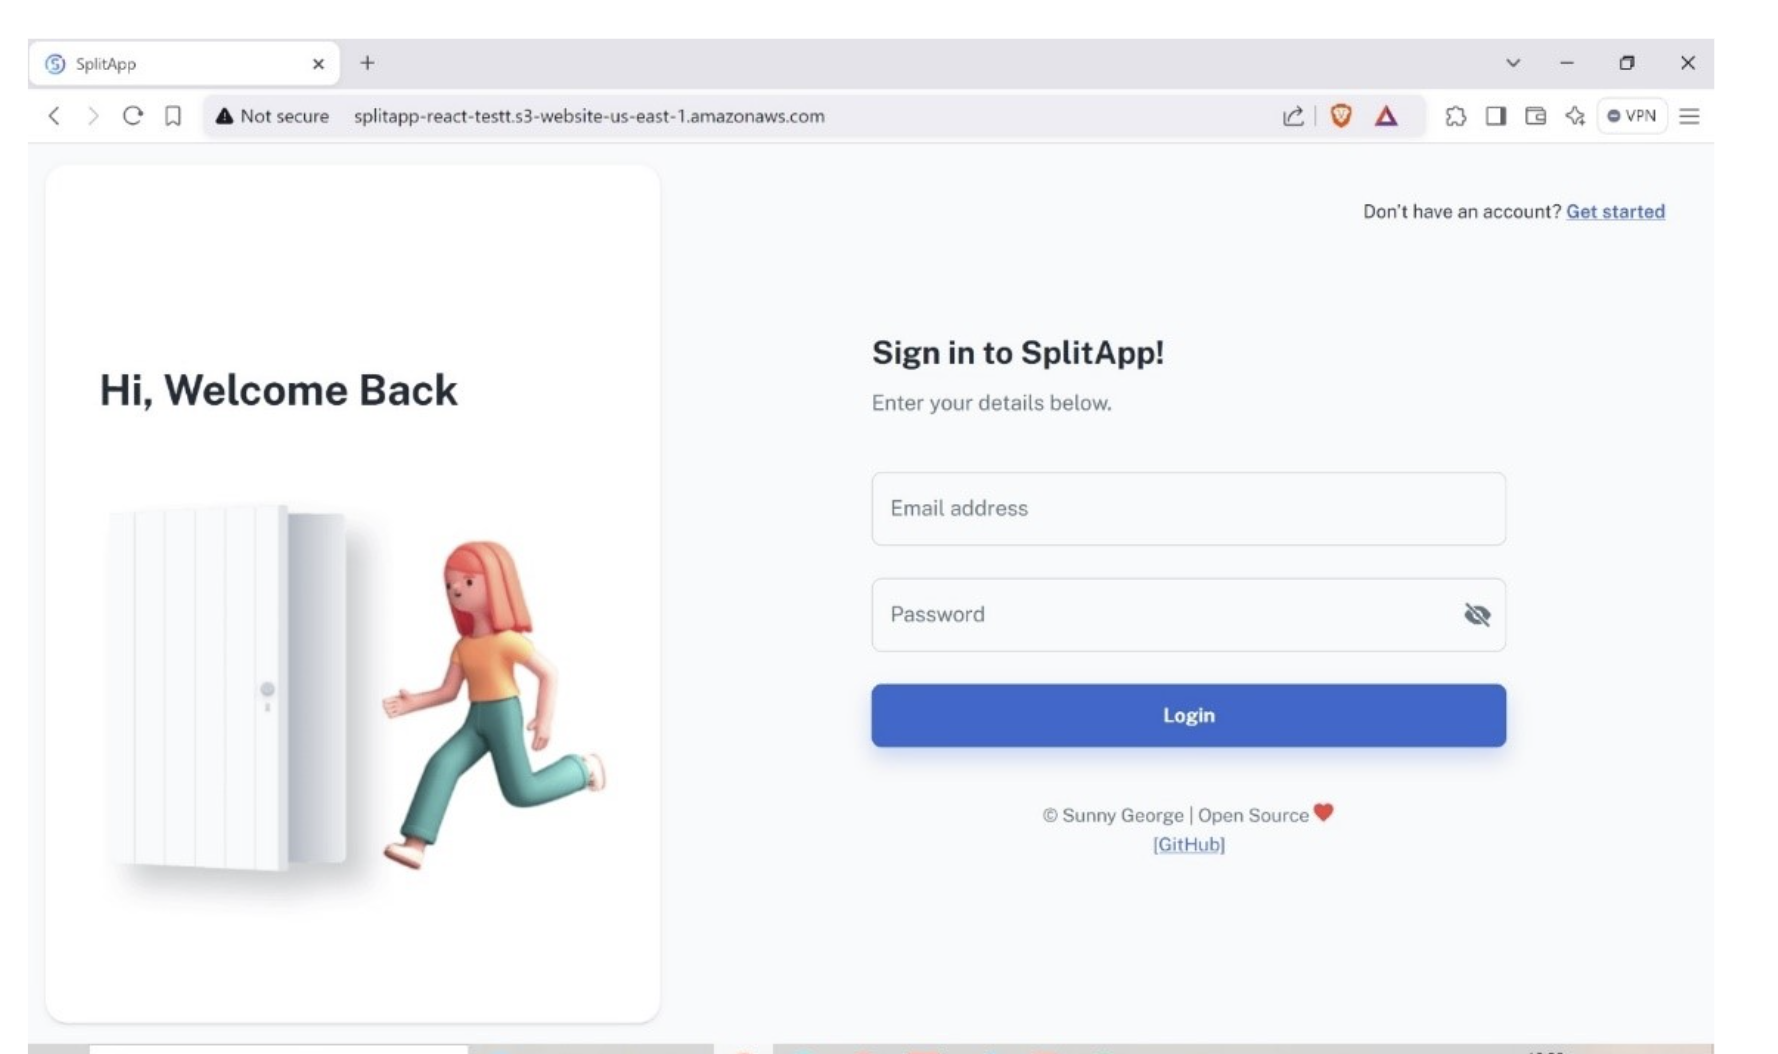 SplitApp
Not secure splitapp-react-testt.s3-website-us-east-1.amazonaws.com
VPN
Don't have an account? Get started
Hi, Welcome Back
Sign in to SplitApp!
Enter your details below.
Email address
Password
Login
© Sunny George | Open Source
[GitHub]